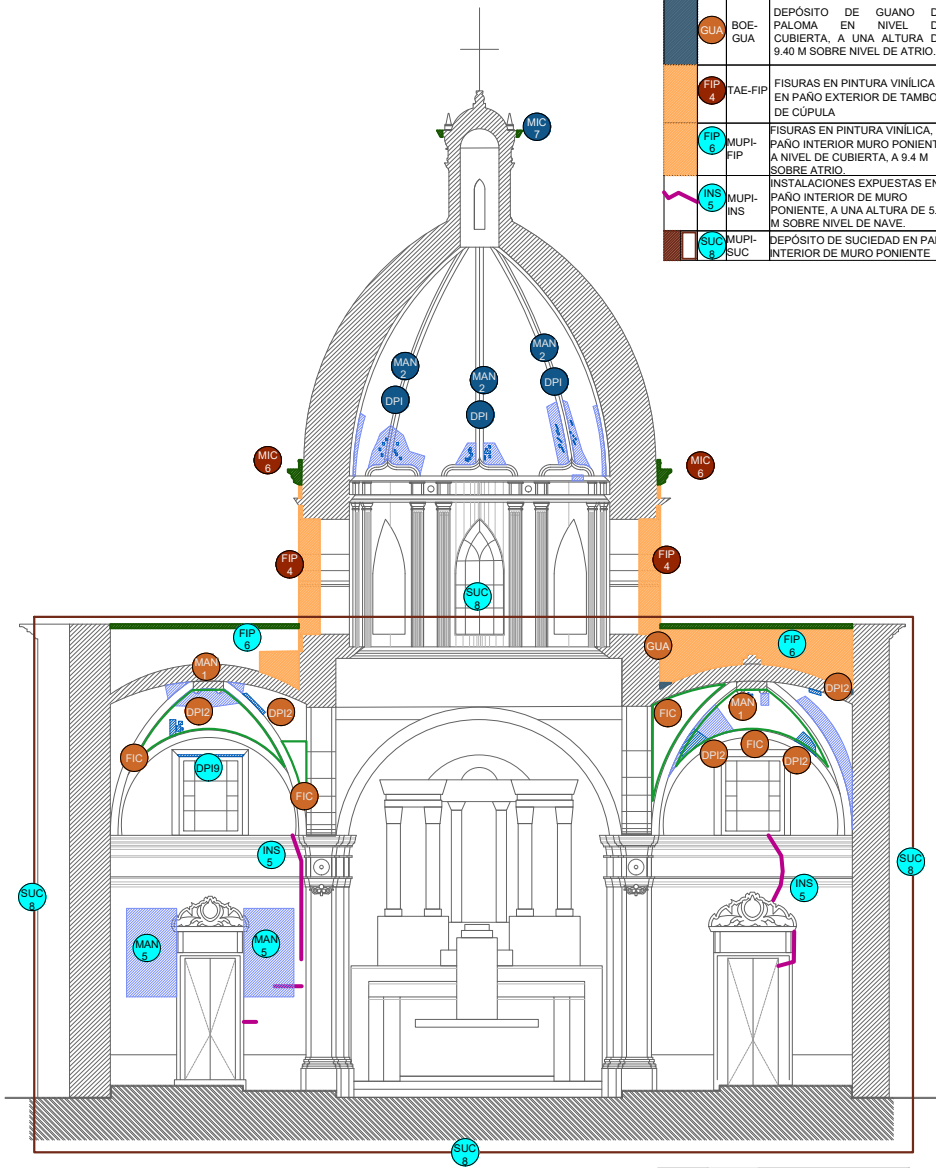 GUA
BOE-
GUA
DEPÓSITO DE GUANO
PALOMA EN NIVEL
CUBIERTA, A UNA ALTURA
9.40 M SOBRE NIVEL DE ATRIO.
FIP
4
TAE-FIP
FISURAS EN PINTURA VINÍLICA
EN PAÑO EXTERIOR DE
DE CÚPULA
FIP
6
MUPI-
FIP
FISURAS EN PINTURA VINÍLICA,
PAÑO INTERIOR MURO
A NIVEL DE CUBIERTA, A 9.4 M
SOBRE ATRIO.
INS
5
MUPI-
INS
INSTALACIONES EXPUESTAS EN
PAÑO INTERIOR DE MURO
PONIENTE, A UNA ALTURA DE 5.
M SOBRE NIVEL DE NAVE.
SUC
8
MUPI-
SUC
DEPÓSITO DE SUCIEDAD EN
INTERIOR DE MURO PONIENTE
MIC
7
MAN
2
MAN
2
MAN
2
DPI
DPI
DPI
MIC
6
MIC
6
FIP
4
FIP
4
SUC
8
FIP
6
GUA
FIP
6
MAN
1
DPI2
DPI2
DPI2
FIC
MAN
1
FIC
FIC
DPI2
DPI2
DPI9
FIC
INS
5
SUC
8
SUC
8
INS
5
MAN
5
MAN
5
SUC
8